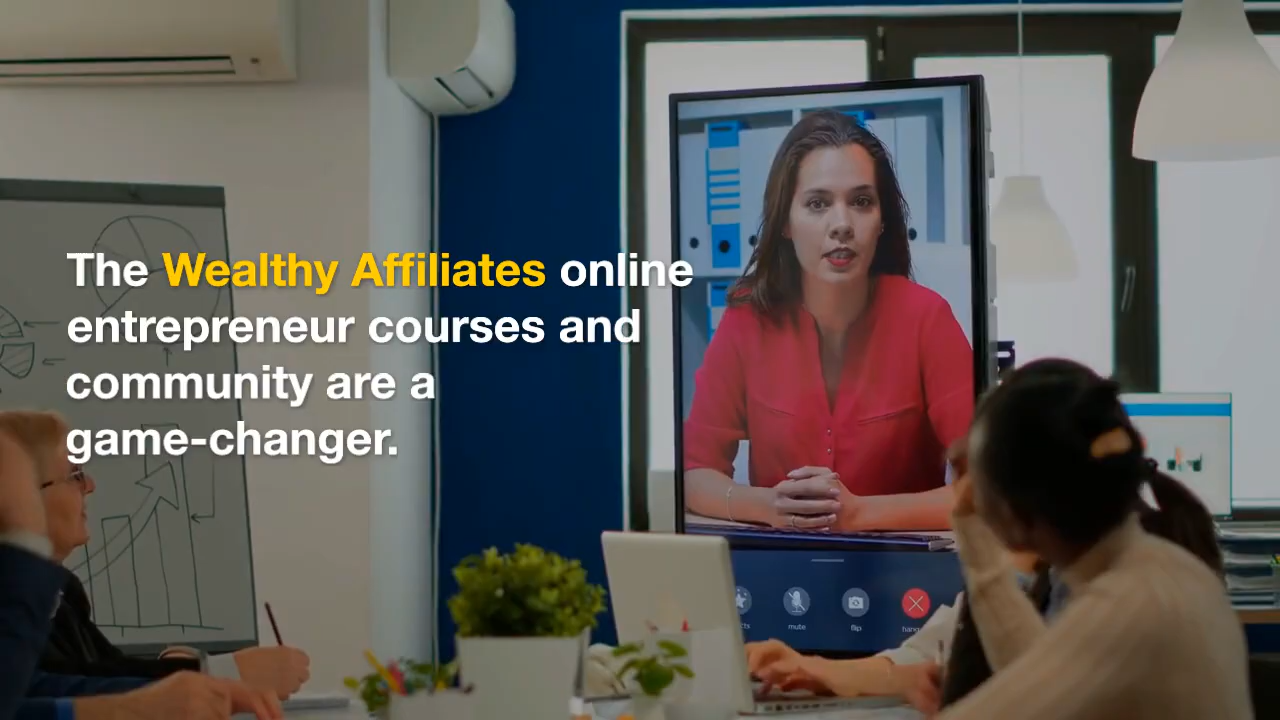 The Wealthy Affiliates online
entrepreneur courses and
community are a
game-changer.
mute
flip